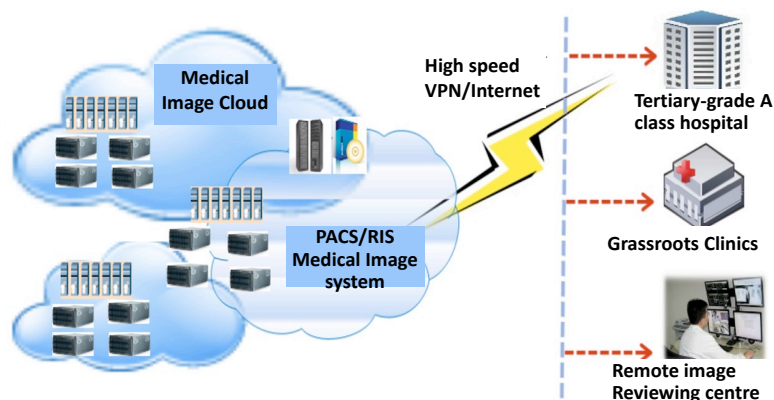 Medical
Image Cloud
High speed
VPN/Internet
Tertiary-grade A
class hospital
PACS/RIS
Medical Image
system
Grassroots Clinics
Remote image
Reviewing centre